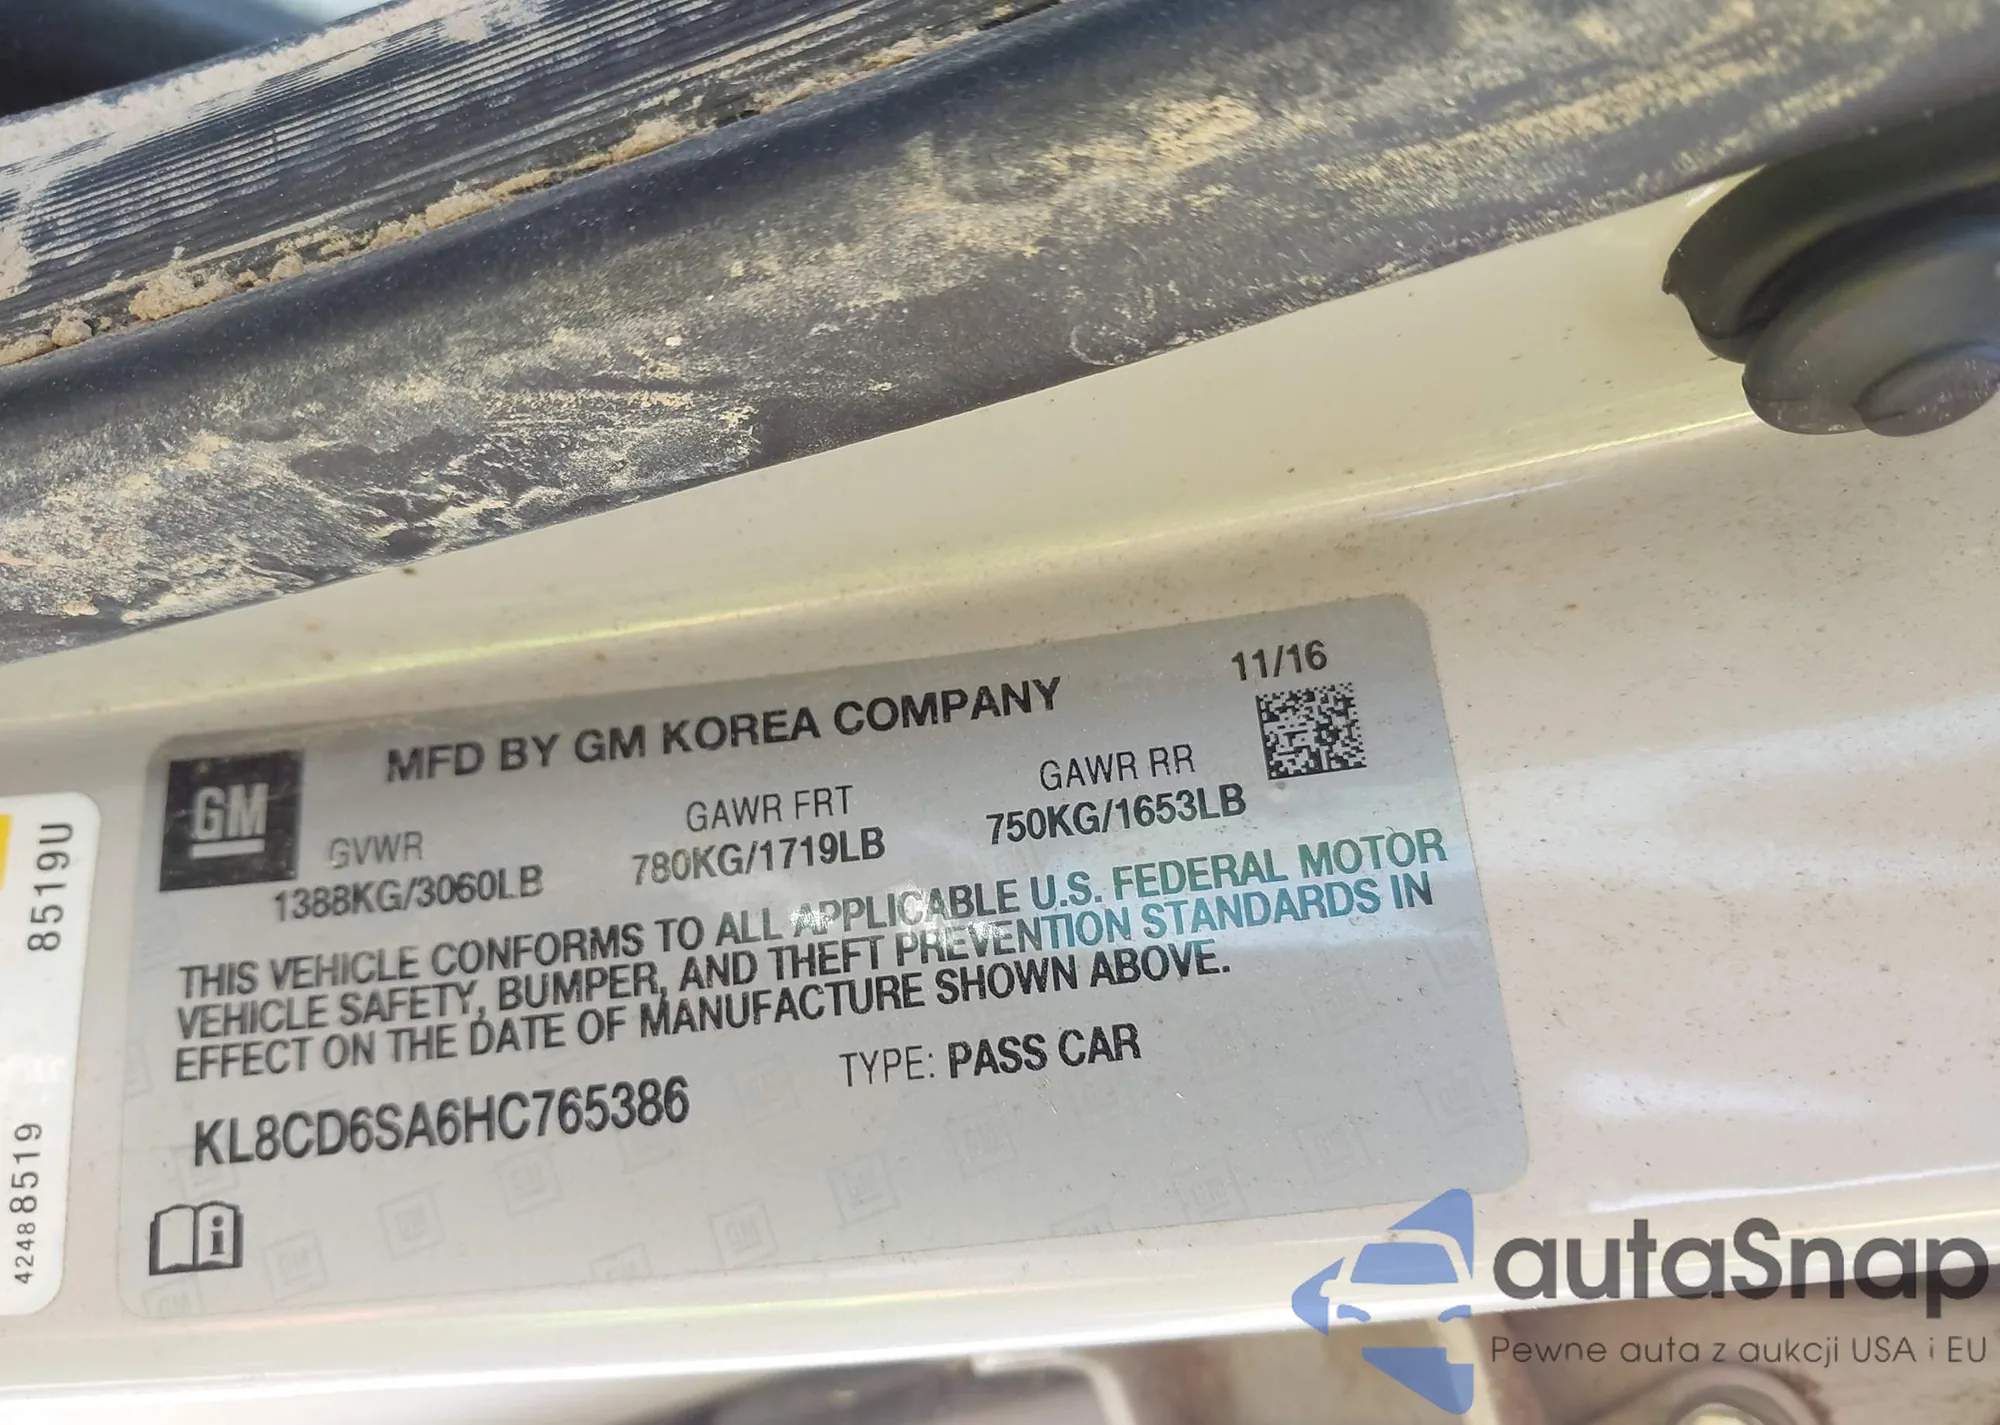 11/16
MFD BY GM KOREA COMPANY
GM
GVWR
1388KG/3060LB
GAWR FRT
780KG/1719LB
GAWR RR
750KG/1653LB
THIS VEHICLE CONFORMS TO ALL APPLICABLE U.S. FEDERAL MOTOR
VEHICLE SAFETY, BUMPER, AND THEFT PREVENTION STANDARDS IN
EFFECT ON THE DATE OF MANUFACTURE SHOWN ABOVE.
KL8CD6SA6HC765386
TYPE: PASS CAR
i
8519U
42488519
autaSnap
Pewne auta z aukcji USA i EU